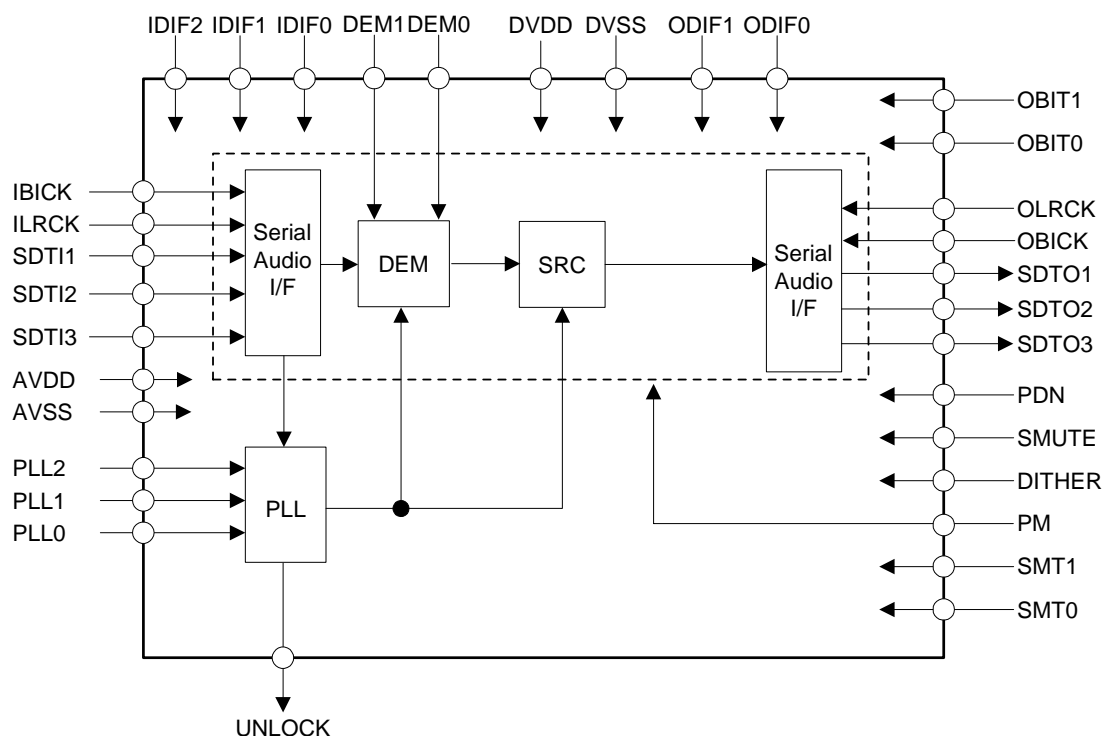 IDIF2 IDIF1 IDIF0 DEM1 DEM0 DVDD DVSS ODIF1 ODIF0
OBIT1
OBIT0
IBICK
ILRCK
SDTI1
SDTI2
SDTI3
AVDD
AVSS
PLL2
PLL1
PLL0
Serial
Audio
I/F
DEM
SRC
Serial
Audio
I/F
PLL
OLRCK
OBICK
SDTO1
SDTO2
SDTO3
PDN
SMUTE
DITHER
PM
SMT1
SMT0
UNLOCK